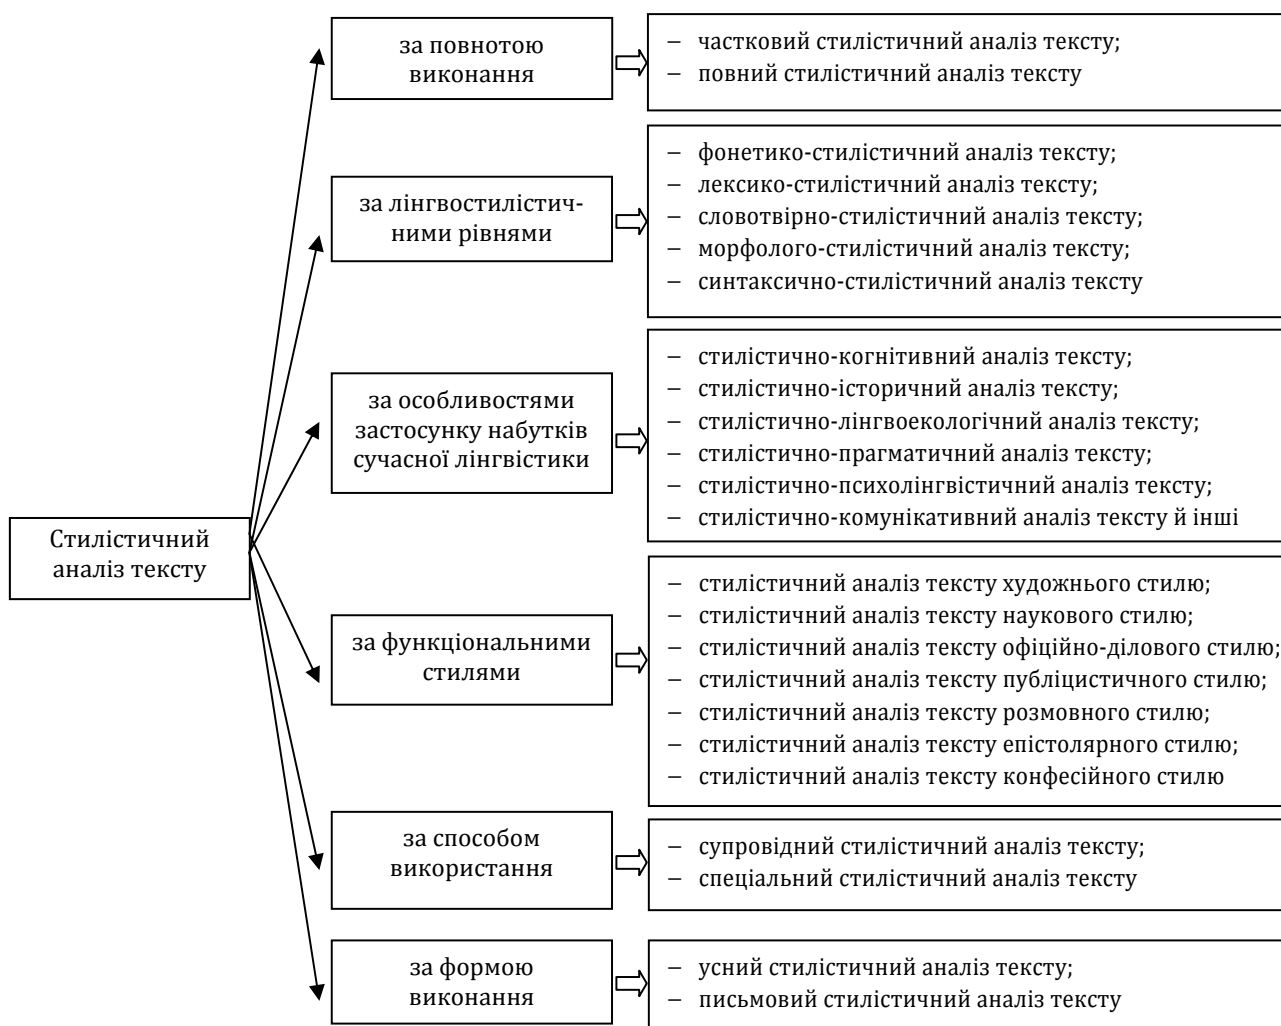 за повнотою
виконання
– частковий стилістичний аналіз тексту;
– повний стилістичний аналіз тексту
за лінгвостилістич-
ними рівнями
– фонетико-стилістичний аналіз тексту;
– лексико-стилістичний аналіз тексту;
– словотвірно-стилістичний аналіз тексту;
– морфолого-стилістичний аналіз тексту;
– синтаксично-стилістичний аналіз тексту
за особливостями
застосунку набутків
сучасної лінгвістики
– стилістично-когнітивний аналіз тексту;
– стилістично-історичний аналіз тексту;
– стилістично-лінгвоекологічний аналіз тексту;
– стилістично-прагматичний аналіз тексту;
– стилістично-психолінгвістичний аналіз тексту;
– стилістично-комунікативний аналіз тексту й інші
Стилістичний
аналіз тексту
за функціональними
стилями
– стилістичний аналіз тексту художнього стилю;
– стилістичний аналіз тексту наукового стилю;
– стилістичний аналіз тексту офіційно-ділового стилю;
– стилістичний аналіз тексту публіцистичного стилю;
– стилістичний аналіз тексту розмовного стилю;
– стилістичний аналіз тексту епістолярного стилю;
– стилістичний аналіз тексту конфесійного стилю
за способом
використання
– супровідний стилістичний аналіз тексту;
– спеціальний стилістичний аналіз тексту
за формою
виконання
– усний стилістичний аналіз тексту;
– письмовий стилістичний аналіз тексту